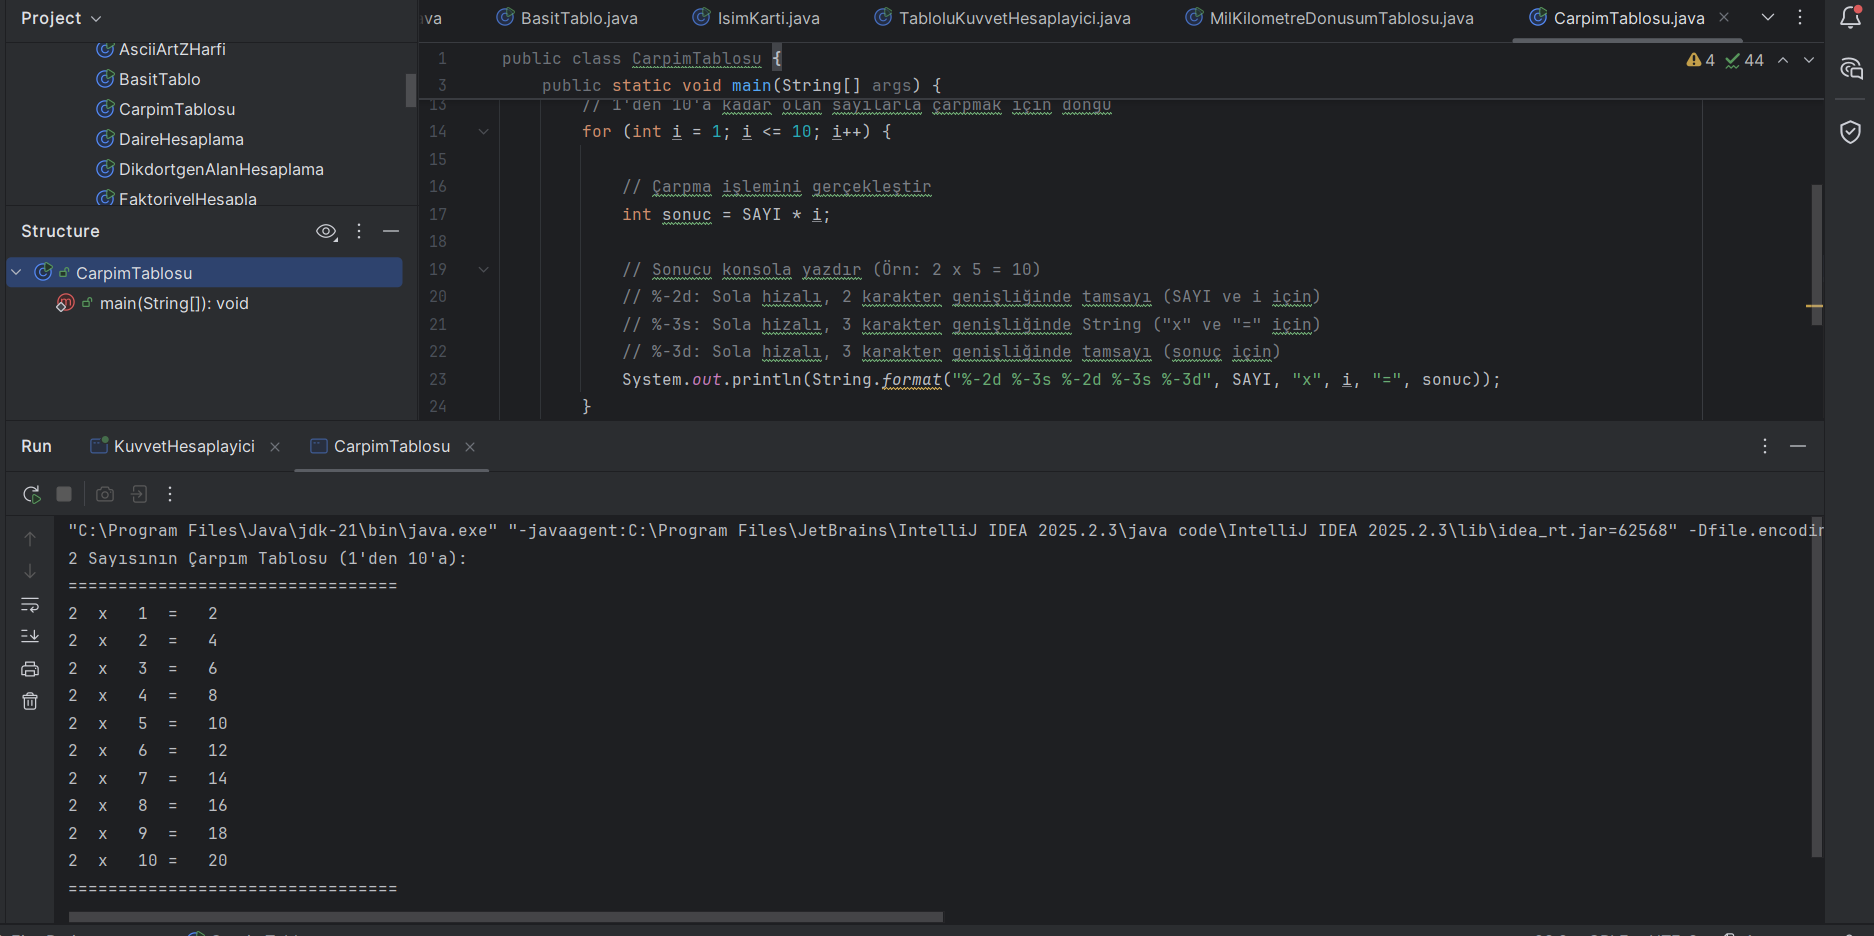 Project
AsciiArtZHarfi
BasitTablo
CarpimTablosu
DaireHesaplama
DikdortgenAlanHesaplama
FaktorivelHesapla
Structure
CarpimTablosu
main(String[]): void
va BasitTablo.java IsimKarti.java TabloluKuvvetHesaplayici.java MilKilometreDonusumTablosu.java CarpimTablosu.java
4 44
1 public class CarpimTablosu {
3 public static void main(String[] args) {
13 // 1'den 10'a kadar olan sayılarla çarpmak için döngü
14 for (int i = 1; i <= 10; i++) {
15
16 // Çarpma işlemini gerçekleştir
17 int sonuc = SAYI * i;
18
19 // Sonucu konsola yazdır (Örn: 2 x 5 = 10)
20 // %-2d: Sola hizalı, 2 karakter genişliğinde tamsayı (SAYI ve i için)
21 // %-3s: Sola hizalı, 3 karakter genişliğinde String ("x" ve "=" için)
22 // %-3d: Sola hizalı, 3 karakter genişliğinde tamsayı (sonuç için)
23 System.out.println(String.format("%-2d %-3s %-2d %-3s %-3d", SAYI, "x", i, "=", sonuc));
24 }
Run KuvvetHesaplayici CarpimTablosu
"C:\Program Files\Java\jdk-21\bin\java.exe" "-javaagent:C:\Program Files\JetBrains\IntelliJ IDEA 2025.2.3\java code\IntelliJ IDEA 2025.2.3\lib\idea_rt.jar=62568" -Dfile.encodin
2 Sayısının Çarpım Tablosu (1'den 10'a):
=================================
2 x 1 = 2
2 x 2 = 4
2 x 3 = 6
2 x 4 = 8
2 x 5 = 10
2 x 6 = 12
2 x 7 = 14
2 x 8 = 16
2 x 9 = 18
2 x 10 = 20
=================================